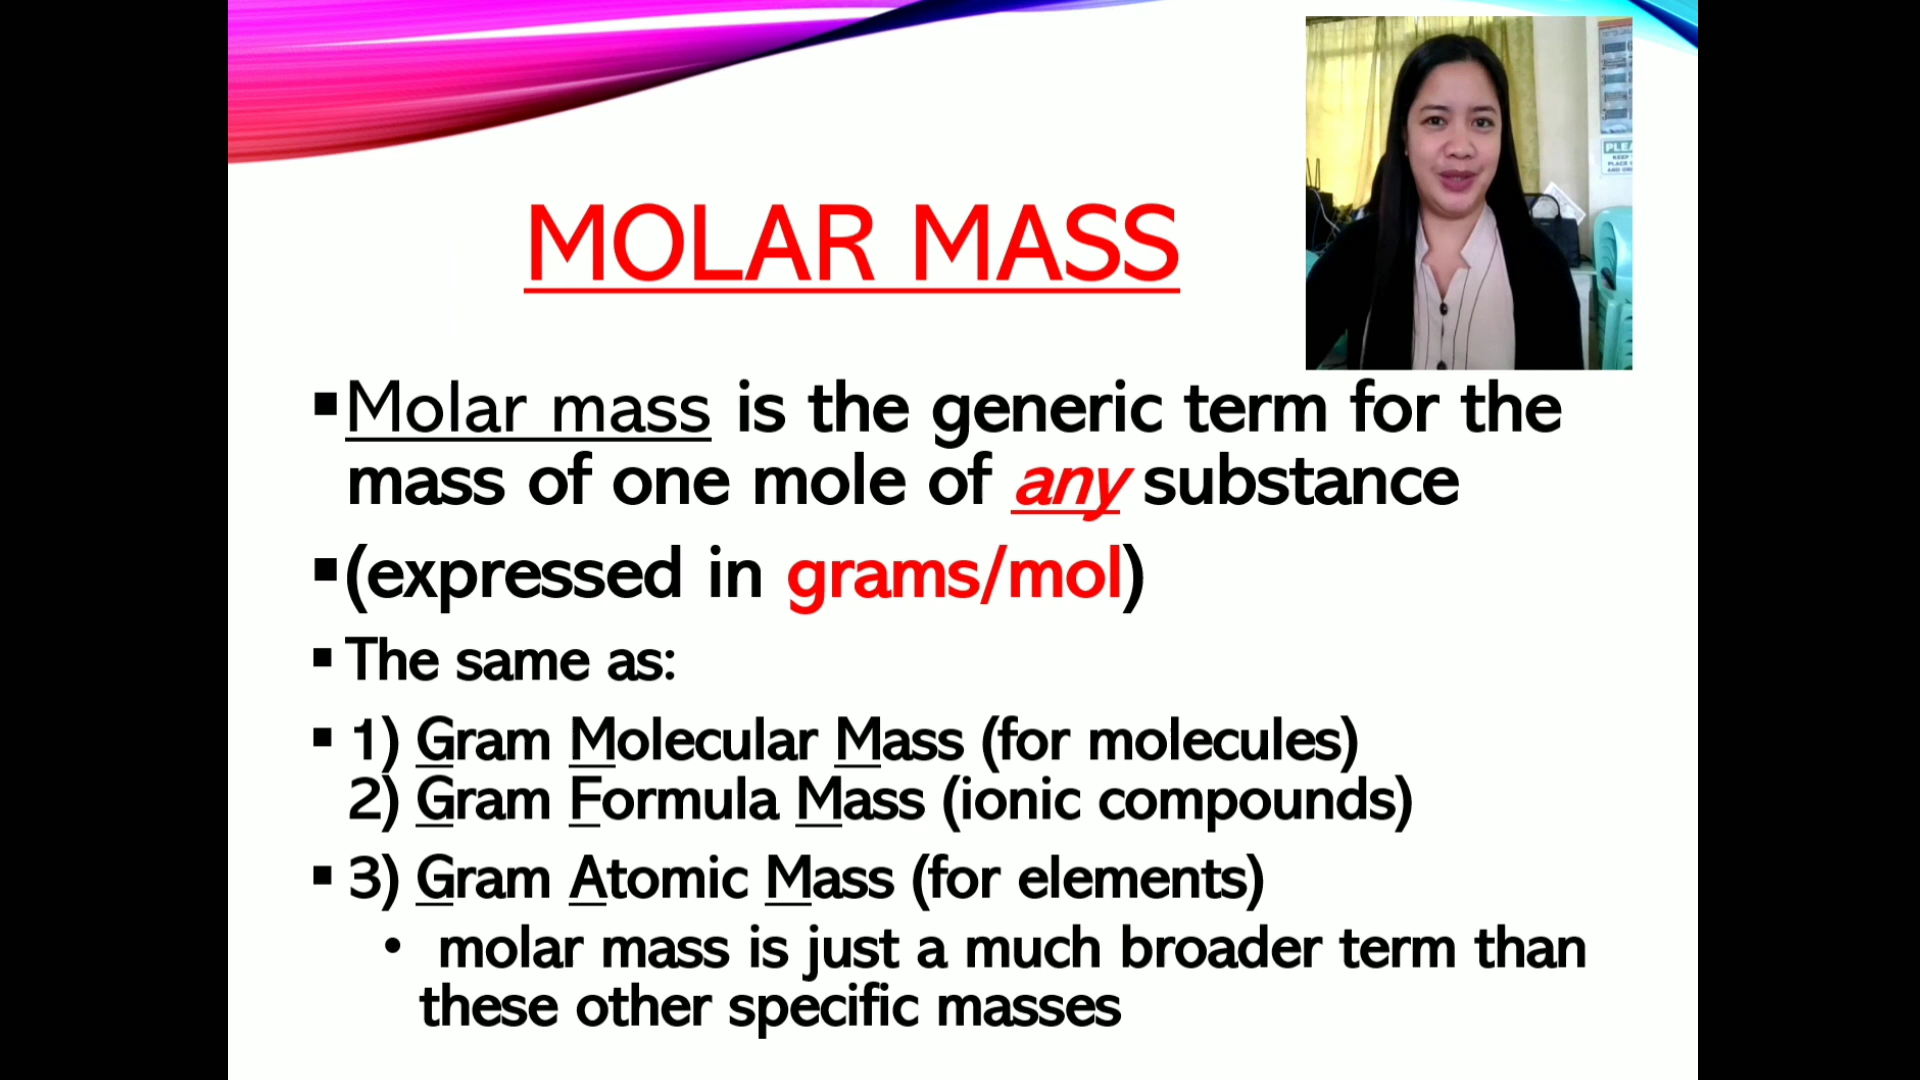 MOLAR MASS
▪Molar mass is the generic term for the
mass of one mole of any substance
▪(expressed in grams/mol)
▪ The same as:
▪ 1) Gram Molecular Mass (for molecules)
2) Gram Formula Mass (ionic compounds)
▪ 3) Gram Atomic Mass (for elements)
• molar mass is just a much broader term than
these other specific masses